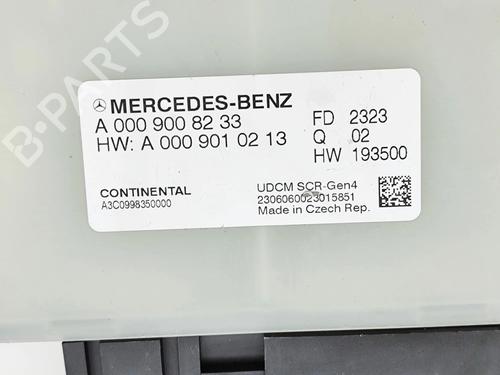 B-PARTS
MERCEDES-BENZ
A 000 900 82 33
HW: A 000 901 02 13
FD 2323
Q 02
HW 193500
CONTINENTAL
A3C0998350000
UDCM SCR-Gen4
2306060023015851
Made in Czech Rep.